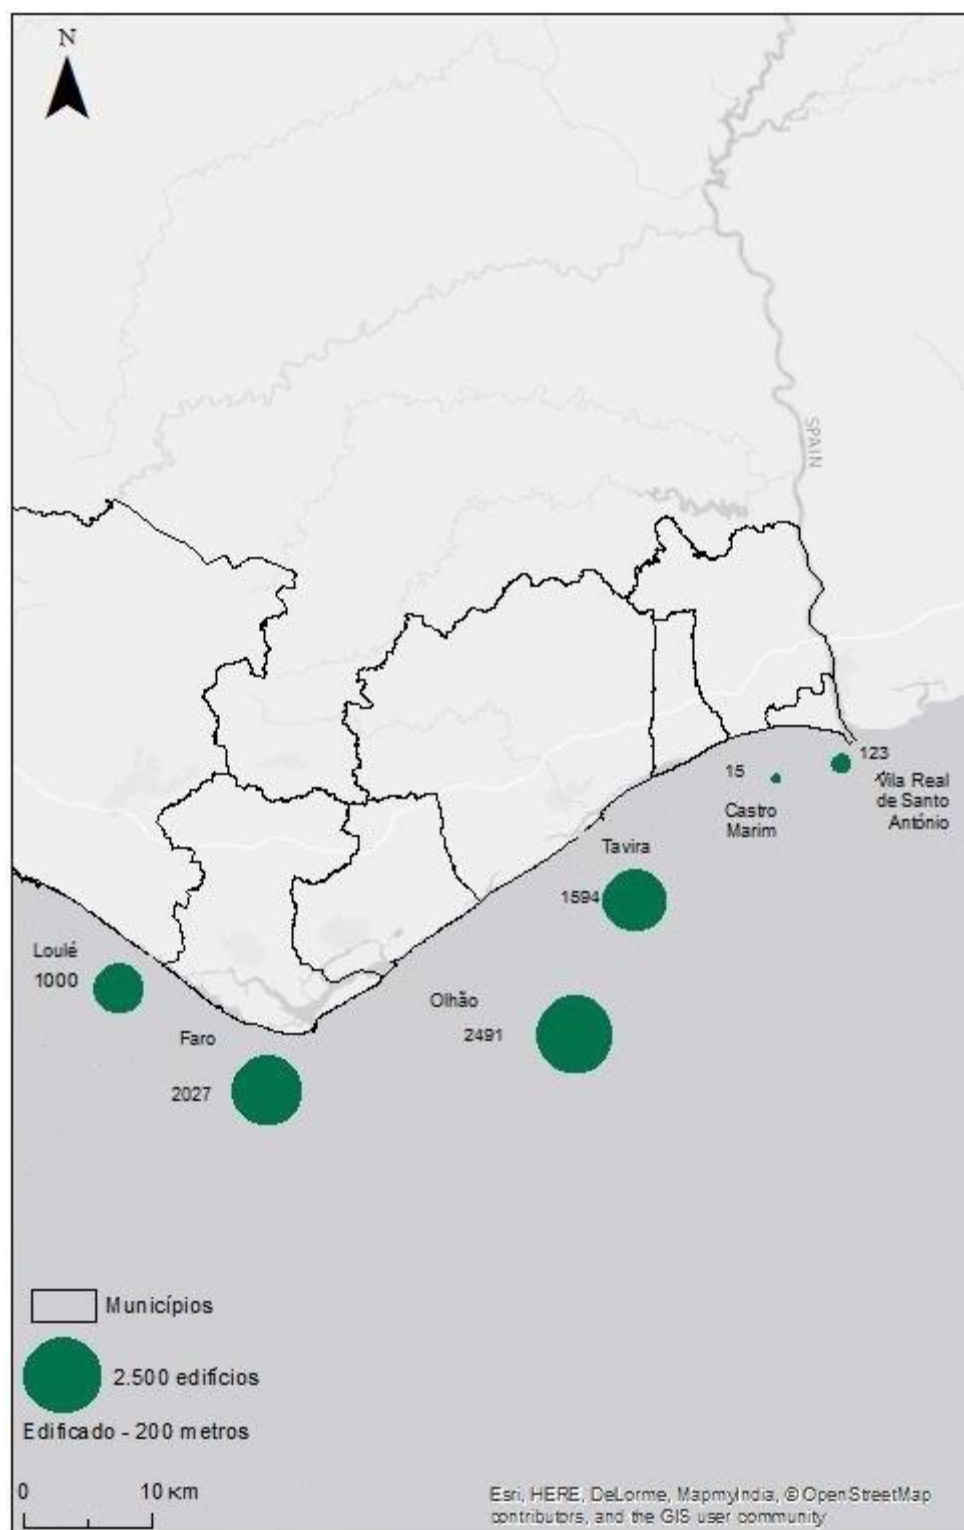 N
SPAIN
123
15
Vila Real
de Santo
António
Castro
Marim
Tavira
1594
Loulé
1000
Olhão
2491
Faro
2027
Municípios
2.500 edifícios
Edificado - 200 metros
0 10 Km
Esri, HERE, DeLorme, MapmyIndia, © OpenStreetMap
contributors, and the GIS user community